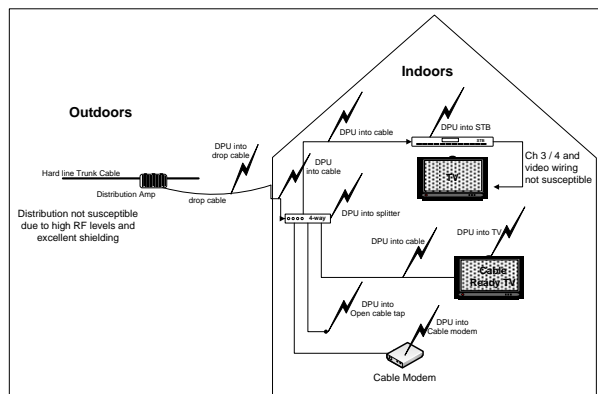 Outdoors
Indoors
DPU into
drop cable
Hard line Trunk Cable
Distribution Amp
drop cable
Distribution not susceptible
due to high RF levels and
excellent shielding
DPU into
cable
DPU into cable
DPU into STB
STB
TV
Ch 3 / 4 and
video wiring
not susceptible
4-way
DPU into splitter
DPU into cable
DPU into TV
Cable
Ready TV
DPU into
Open cable tap
DPU into
Cable modem
Cable Modem